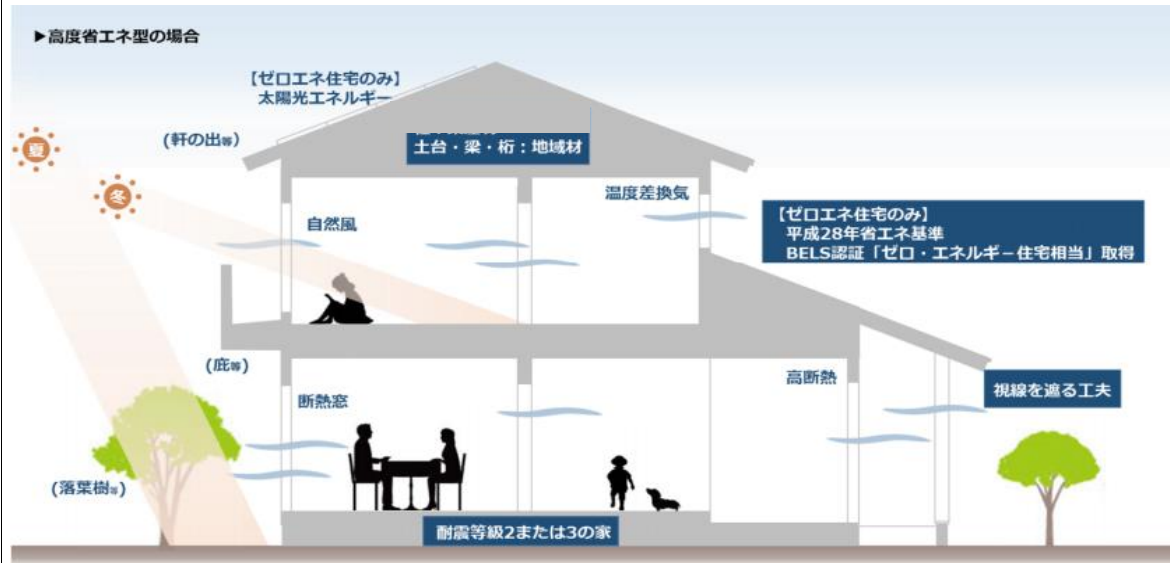 ▶高度省エネ型の場合
【ゼロエネ住宅のみ】
太陽光エネルギー
(軒の出等)
夏
冬
土台・梁・桁：地域材
温度差換気
自然風
【ゼロエネ住宅のみ】
平成28年省エネ基準
BELS認証「ゼロ・エネルギー住宅相当」取得
(庇等)
高断熱
視線を遮る工夫
断熱窓
(落葉樹等)
耐震等級2または3の家